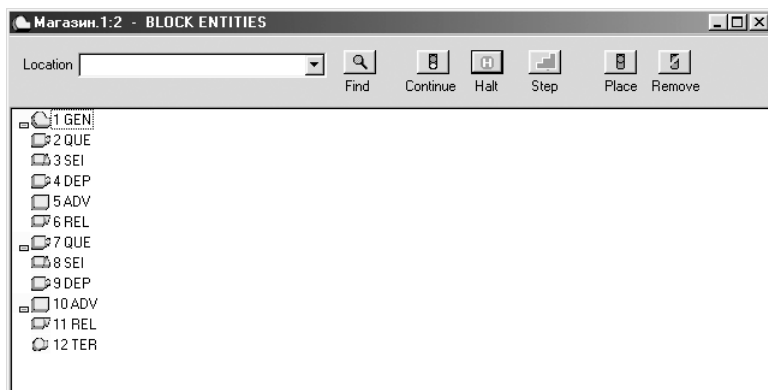 Магазин.1:2 - BLOCK ENTITIES
Location
Find Continue Halt Step Place Remove
1 GEN
2 QUE
3 SEI
4 DEP
5 ADV
6 REL
7 QUE
8 SEI
9 DEP
10 ADV
11 REL
12 TER